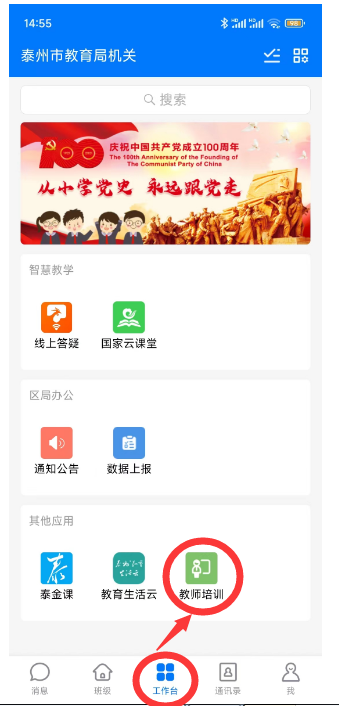 14:55
泰州市教育局机关
搜索
100
庆祝中国共产党成立100周年
The 100th Anniversary of the Founding of
The Communist Party of China
从小学党史 永远跟党走
智慧教学
线上答疑 国家云课堂
区局办公
通知公告 数据上报
其他应用
泰金课 教育生活云 教师培训
消息 班级 工作台 通讯录 我